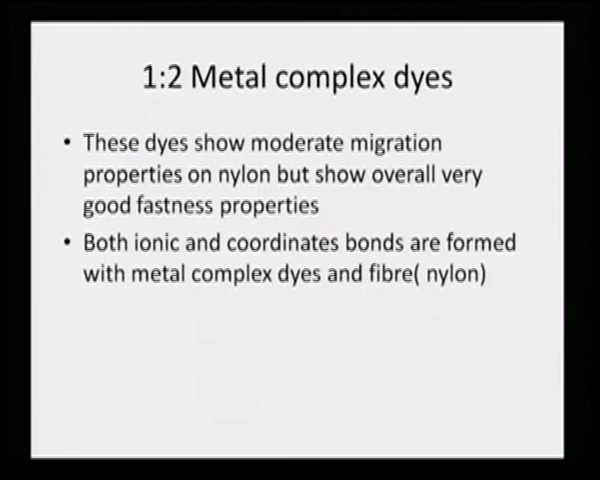 1:2 Metal complex dyes
• These dyes show moderate migration
properties on nylon but show overall very
good fastness properties
• Both ionic and coordinates bonds are formed
with metal complex dyes and fibre( nylon)